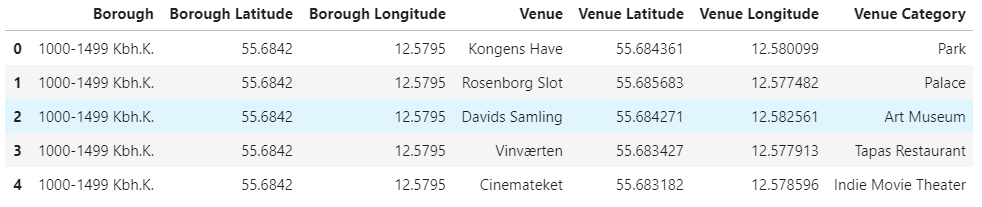 Borough Borough Latitude Borough Longitude Venue Venue Latitude Venue Longitude Venue Category
0 1000-1499 Kbh.K. 55.6842 12.5795 Kongens Have 55.684361 12.580099 Park
1 1000-1499 Kbh.K. 55.6842 12.5795 Rosenborg Slot 55.685683 12.577482 Palace
2 1000-1499 Kbh.K. 55.6842 12.5795 Davids Samling 55.684271 12.582561 Art Museum
3 1000-1499 Kbh.K. 55.6842 12.5795 Vinværten 55.683427 12.577913 Tapas Restaurant
4 1000-1499 Kbh.K. 55.6842 12.5795 Cinemateket 55.683182 12.578596 Indie Movie Theater